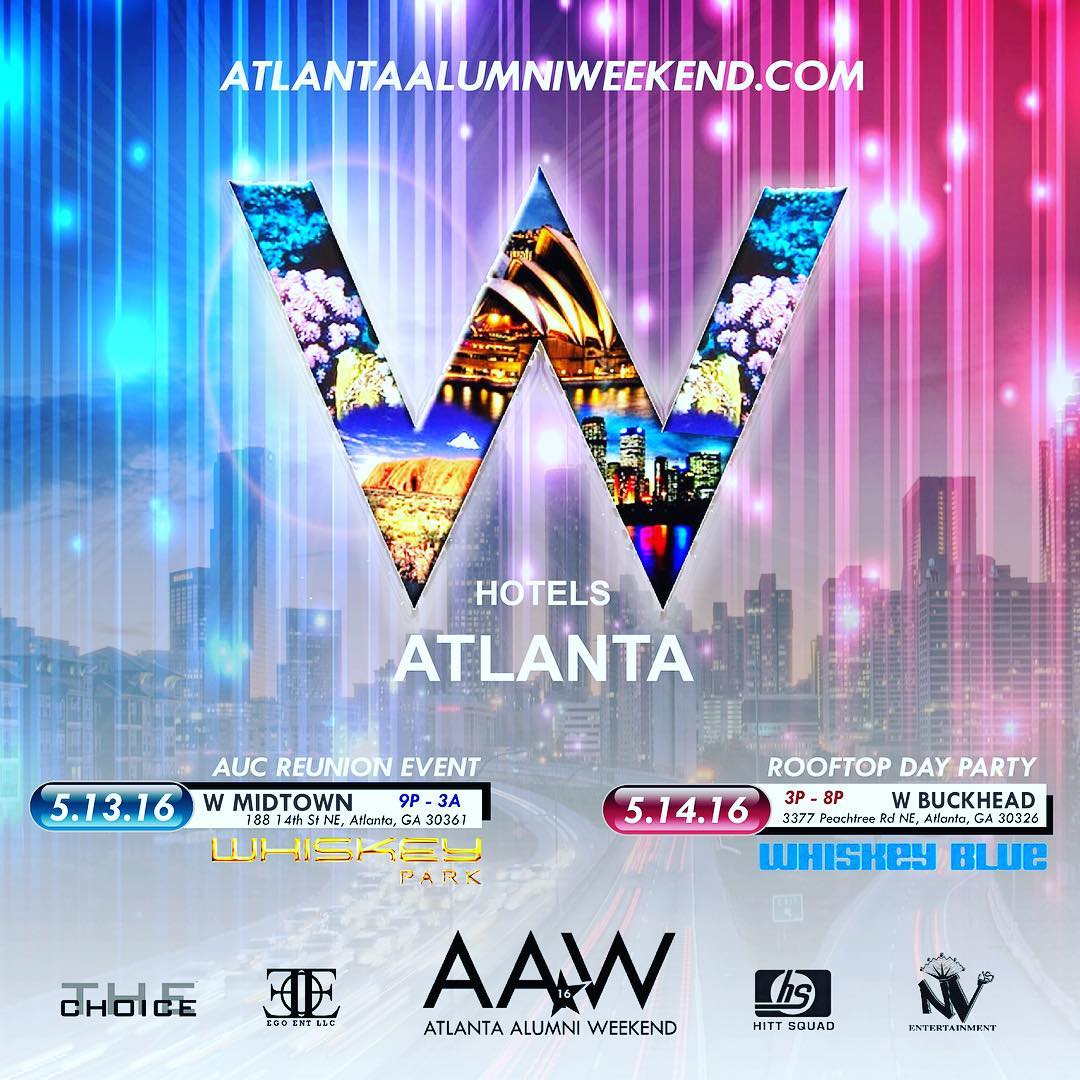 ATLANTAALUMNIWEEKEND.COM
W
HOTELS
ATLANTA
AUC REUNION EVENT
5.13.16 W MIDTOWN 9P - 3A
188 14th St NE, Atlanta, GA 30361
WHISKEY
PARK
ROOFTOP DAY PARTY
5.14.16 3P - 8P W BUCKHEAD
3377 Peachtree Rd NE, Atlanta, GA 30326
WHISKEY BLUE
THE
CHOICE
EGO ENT LLC
AAW
16
ATLANTA ALUMNI WEEKEND
hs
HITT SQUAD
NV'S
ENTERTAINMENT